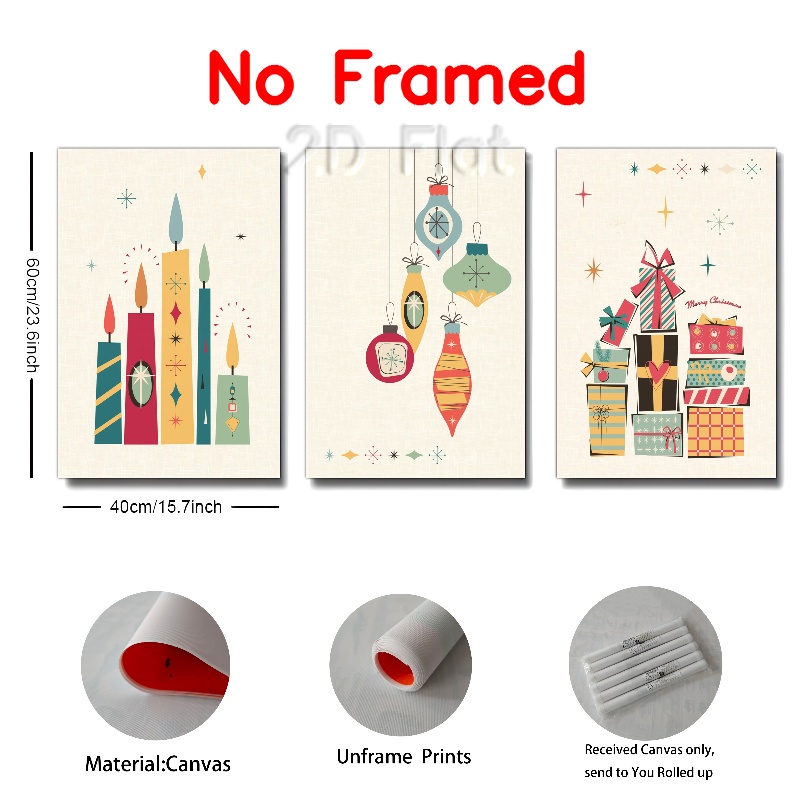 No Framed
2D Flat
60cm/23.6inch
Merry Christmas
40cm/15.7inch
Material:Canvas
Unframe Prints
Received Canvas only,
send to You Rolled up